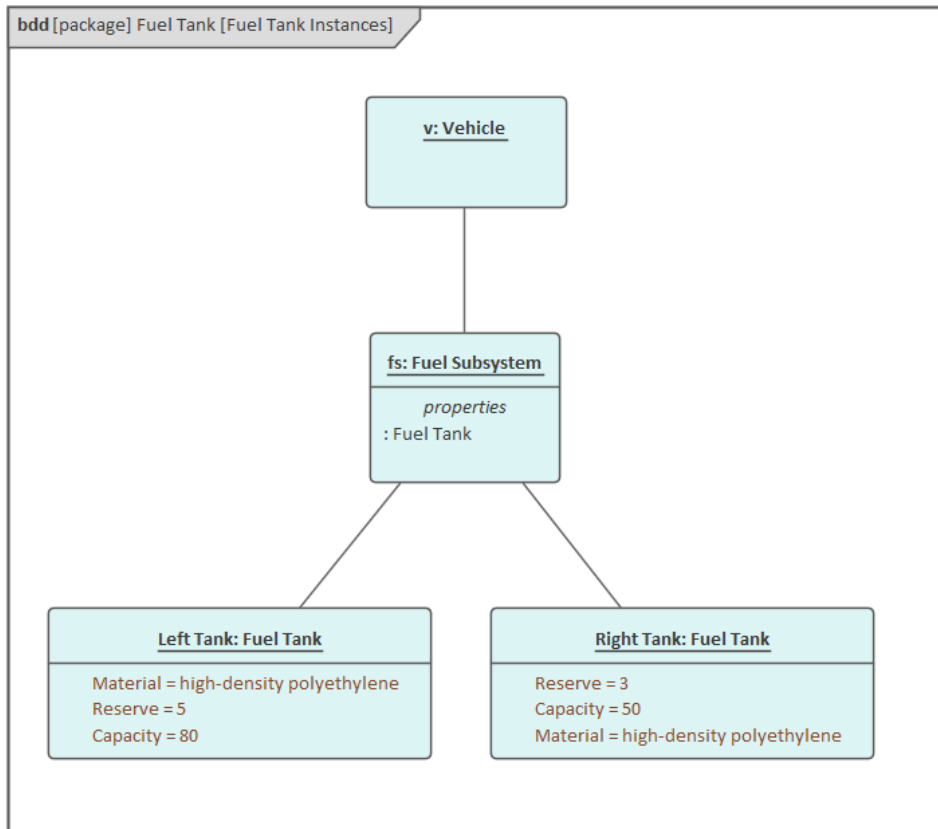 bdd [package] Fuel Tank [Fuel Tank Instances]
v: Vehicle
fs: Fuel Subsystem
properties
: Fuel Tank
Left Tank: Fuel Tank
Material = high-density polyethylene
Reserve = 5
Capacity = 80
Right Tank: Fuel Tank
Reserve = 3
Capacity = 50
Material = high-density polyethylene